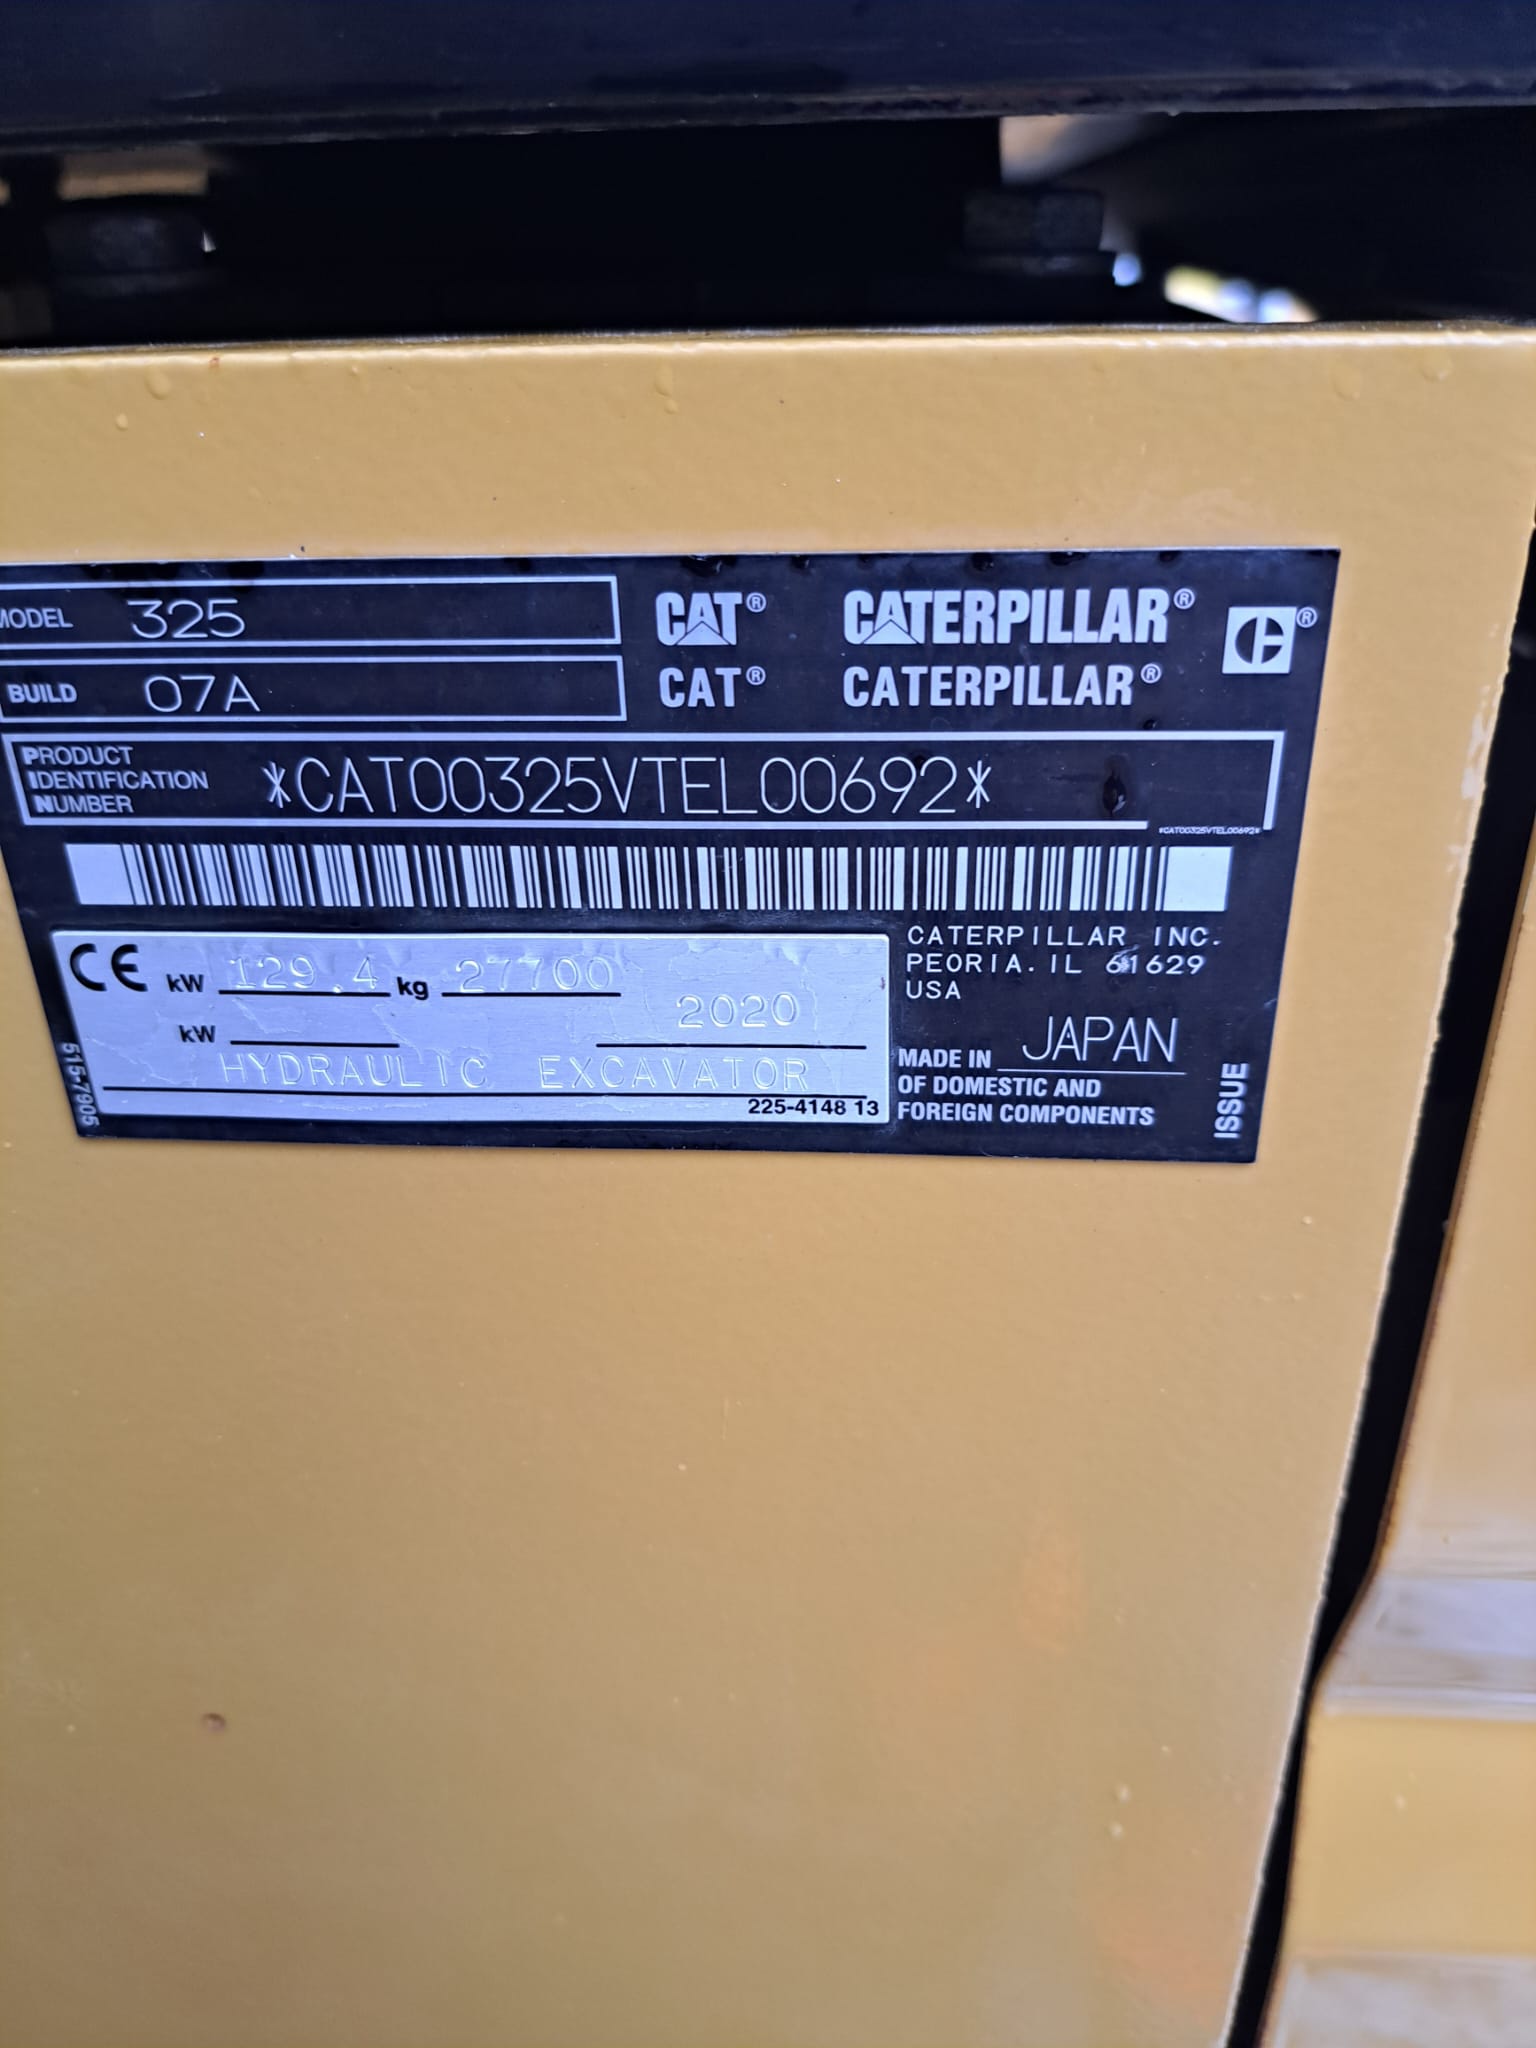 MODEL 325
CAT® CATERPILLAR® ®
BUILD 07A
CAT® CATERPILLAR®
PRODUCT
IDENTIFICATION
NUMBER
*CAT00325VTEL00692*
*CAT00325VTEL00692*
CE kW 129.4 kg 27700
2020
kW
HYDRAULIC EXCAVATOR
225-4148 13
515-7905
CATERPILLAR INC.
PEORIA. IL 61629
USA
MADE IN JAPAN
OF DOMESTIC AND
FOREIGN COMPONENTS
ISSUE